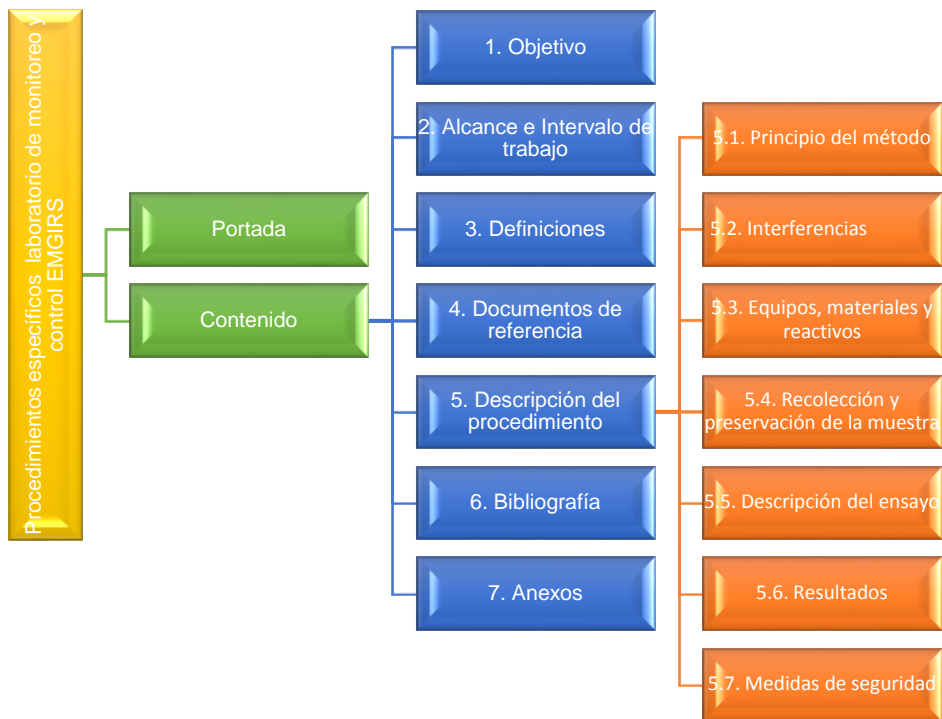 Procedimientos específicos laboratorio de monitoreo y
control EMGIRS
Portada
Contenido
1. Objetivo
2. Alcance e Intervalo de
trabajo
3. Definiciones
4. Documentos de
referencia
5. Descripción del
procedimiento
6. Bibliografía
7. Anexos
5.1. Principio del método
5.2. Interferencias
5.3. Equipos, materiales y
reactivos
5.4. Recolección y
preservación de la muestra
5.5. Descripción del ensayo
5.6. Resultados
5.7. Medidas de seguridad